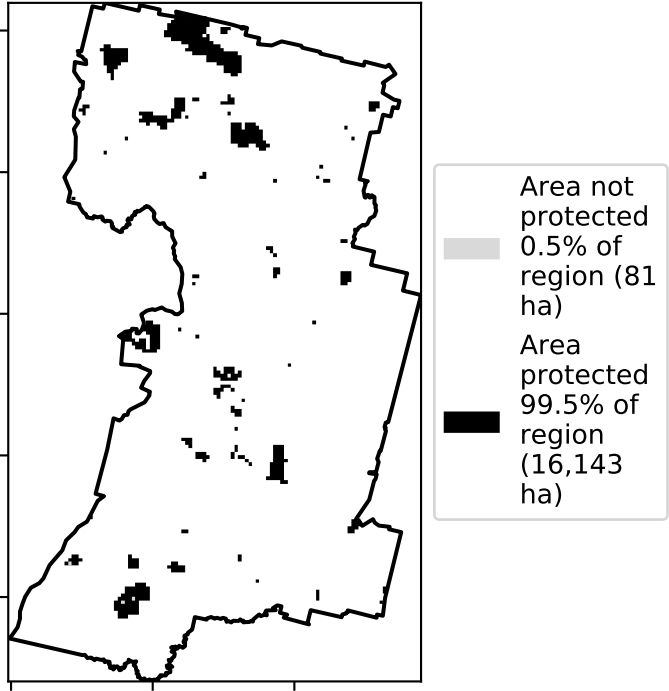 Area not
protected
0.5% of
region (81
ha)
Area
protected
99.5% of
region
(16,143
ha)